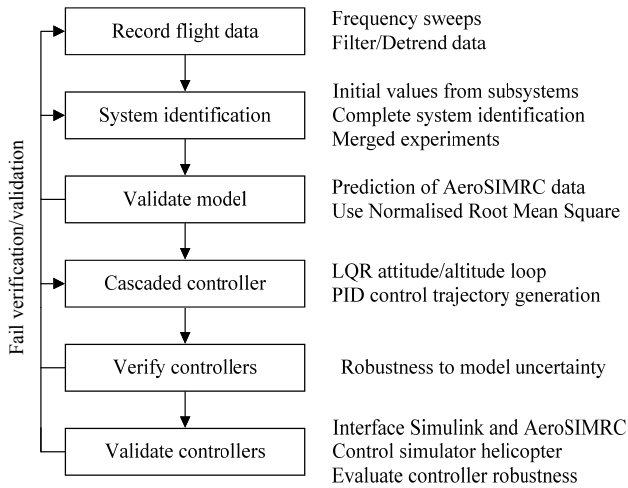 Record flight data
Frequency sweeps
Filter/Detrend data
System identification
Initial values from subsystems
Complete system identification
Merged experiments
Validate model
Prediction of AeroSIMRC data
Use Normalised Root Mean Square
Cascaded controller
LQR attitude/altitude loop
PID control trajectory generation
Verify controllers
Robustness to model uncertainty
Validate controllers
Interface Simulink and AeroSIMRC
Control simulator helicopter
Evaluate controller robustness
Fail verification/validation